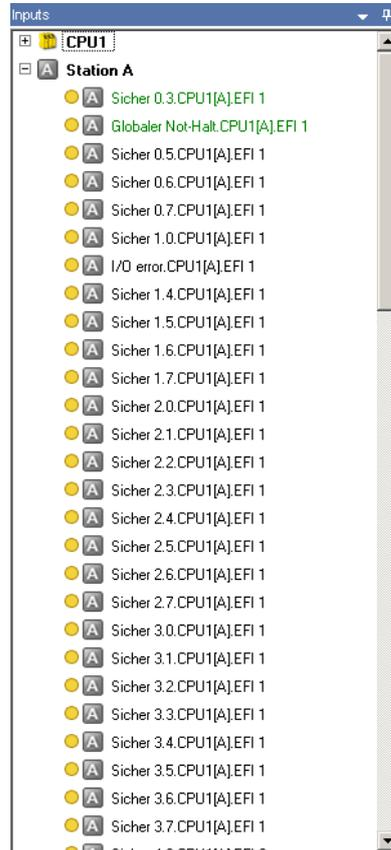 Inputs
CPU1
A Station A
A Sicher 0.3.CPU1[A].EFI 1
A Globaler Not-Halt.CPU1[A].EFI 1
A Sicher 0.5.CPU1[A].EFI 1
A Sicher 0.6.CPU1[A].EFI 1
A Sicher 0.7.CPU1[A].EFI 1
A Sicher 1.0.CPU1[A].EFI 1
A I/O error.CPU1[A].EFI 1
A Sicher 1.4.CPU1[A].EFI 1
A Sicher 1.5.CPU1[A].EFI 1
A Sicher 1.6.CPU1[A].EFI 1
A Sicher 1.7.CPU1[A].EFI 1
A Sicher 2.0.CPU1[A].EFI 1
A Sicher 2.1.CPU1[A].EFI 1
A Sicher 2.2.CPU1[A].EFI 1
A Sicher 2.3.CPU1[A].EFI 1
A Sicher 2.4.CPU1[A].EFI 1
A Sicher 2.5.CPU1[A].EFI 1
A Sicher 2.6.CPU1[A].EFI 1
A Sicher 2.7.CPU1[A].EFI 1
A Sicher 3.0.CPU1[A].EFI 1
A Sicher 3.1.CPU1[A].EFI 1
A Sicher 3.2.CPU1[A].EFI 1
A Sicher 3.3.CPU1[A].EFI 1
A Sicher 3.4.CPU1[A].EFI 1
A Sicher 3.5.CPU1[A].EFI 1
A Sicher 3.6.CPU1[A].EFI 1
A Sicher 3.7.CPU1[A].EFI 1